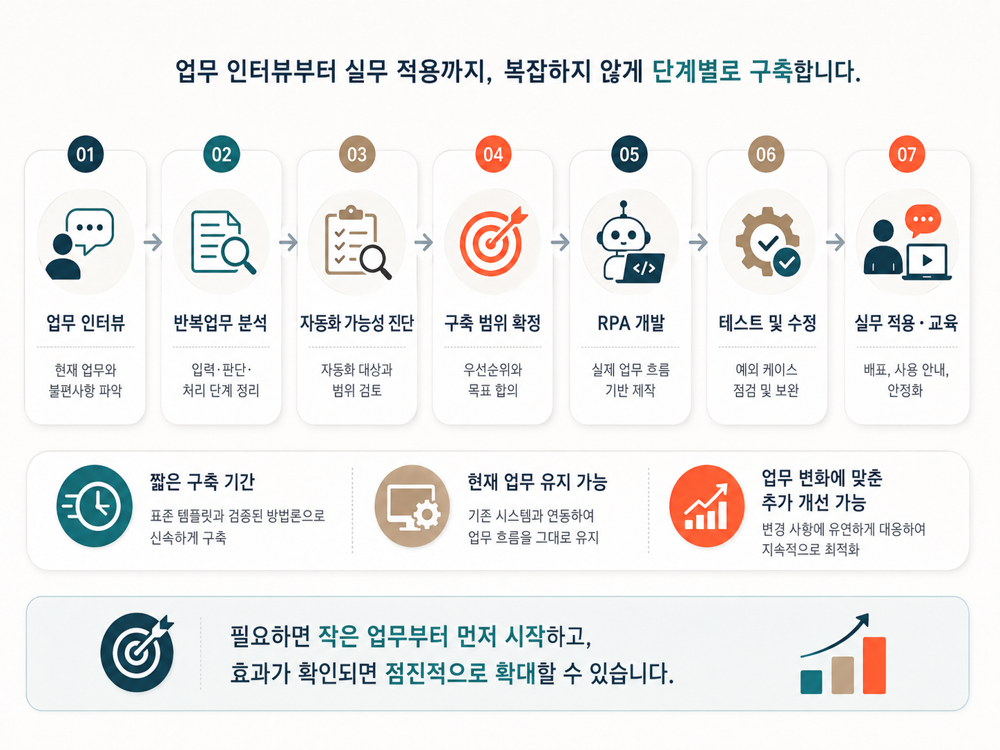 업무 인터뷰부터 실무 적용까지, 복잡하지 않게 단계별로 구축합니다.
01
업무 인터뷰
현재 업무와
불편사항 파악
02
반복업무 분석
입력·판단·
처리 단계 정리
03
자동화 가능성 진단
자동화 대상과
범위 검토
04
구축 범위 확정
우선순위와
목표 합의
05
</>
RPA 개발
실제 업무 흐름
기반 제작
06
테스트 및 수정
예외 케이스
점검 및 보완
07
실무 적용·교육
배포, 사용 안내,
안정화
짧은 구축 기간
표준 템플릿과 검증된 방법론으로
신속하게 구축
현재 업무 유지 가능
기존 시스템과 연동하여
업무 흐름을 그대로 유지
업무 변화에 맞춘
추가 개선 가능
변경 사항에 유연하게 대응하여
지속적으로 최적화
필요하면 작은 업무부터 먼저 시작하고,
효과가 확인되면 점진적으로 확대할 수 있습니다.